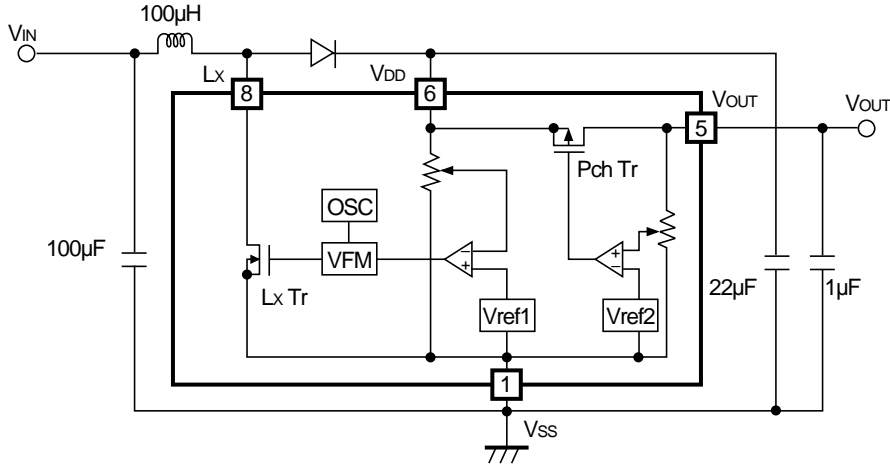 100µH
VIN
LX
VDD
8
6
VOUT
VOUT
5
Pch Tr
OSC
VFM
−
+
+
−
100µF
LX Tr
Vref1
Vref2
22µF
1µF
1
VSS